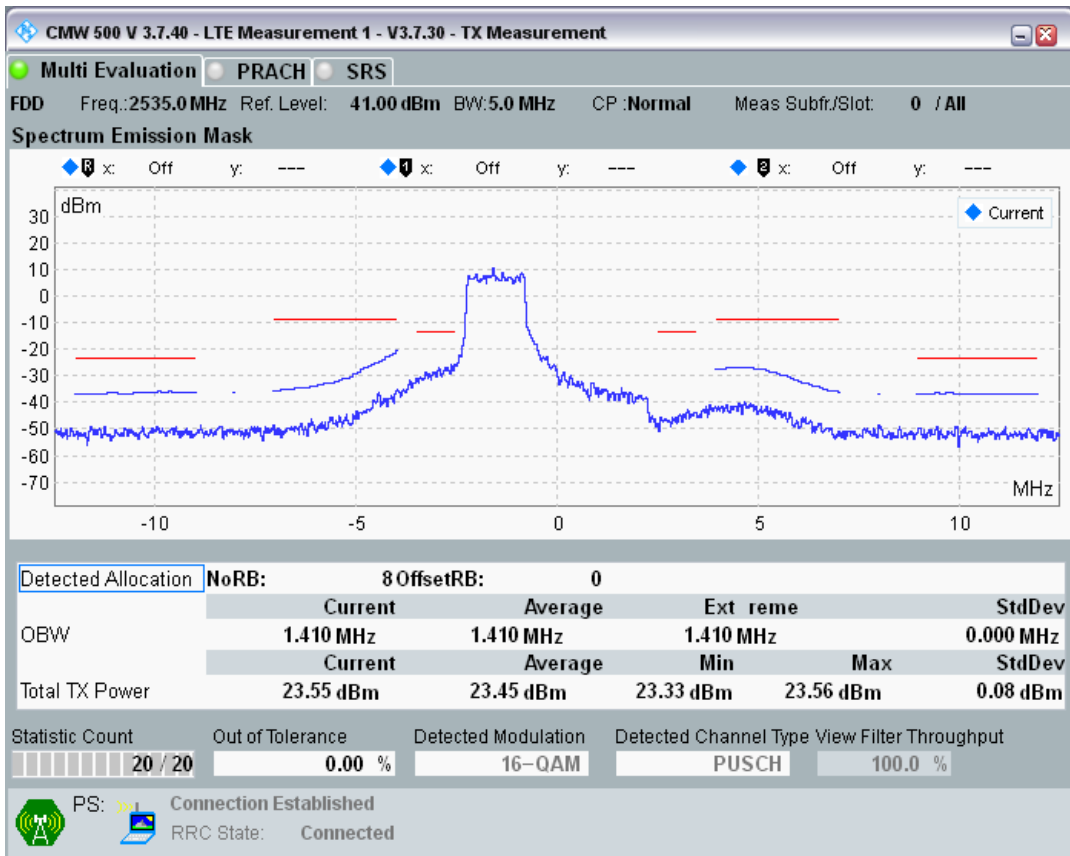 CMW 500 V 3.7.40 - LTE Measurement 1 - V3.7.30 - TX Measurement
Multi Evaluation PRACH SRS
FDD Freq.:2535.0 MHz Ref. Level: 41.00 dBm BW:5.0 MHz CP :Normal Meas Subfr./Slot: 0 / All
Spectrum Emission Mask
R x: Off y: --- 1 x: Off y: --- 2 x: Off y: ---
dBm
Current
30
20
10
0
-10
-20
-30
-40
-50
-60
-70
MHz
-10 -5 0 5 10
Detected Allocation NoRB: 8 OffsetRB: 0
Current Average Ext reme StdDev
OBW 1.410 MHz 1.410 MHz 1.410 MHz 0.000 MHz
Current Average Min Max StdDev
Total TX Power 23.55 dBm 23.45 dBm 23.33 dBm 23.56 dBm 0.08 dBm
Statistic Count Out of Tolerance Detected Modulation Detected Channel Type View Filter Throughput
20 / 20 0.00 % 16-QAM PUSCH 100.0 %
PS: Connection Established
RRC State: Connected